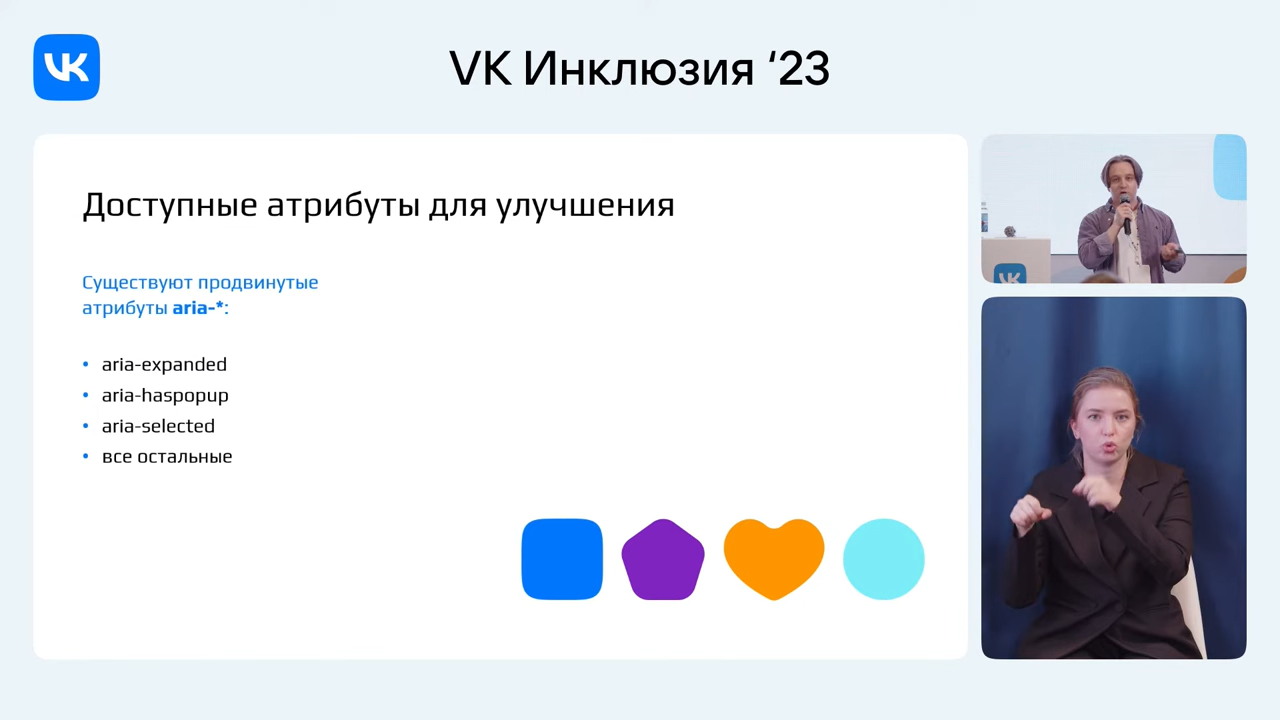 VK Инклюзия ‘23
Доступные атрибуты для улучшения
Существуют продвинутые
атрибуты aria-*:
• aria-expanded
• aria-haspopup
• aria-selected
• все остальные